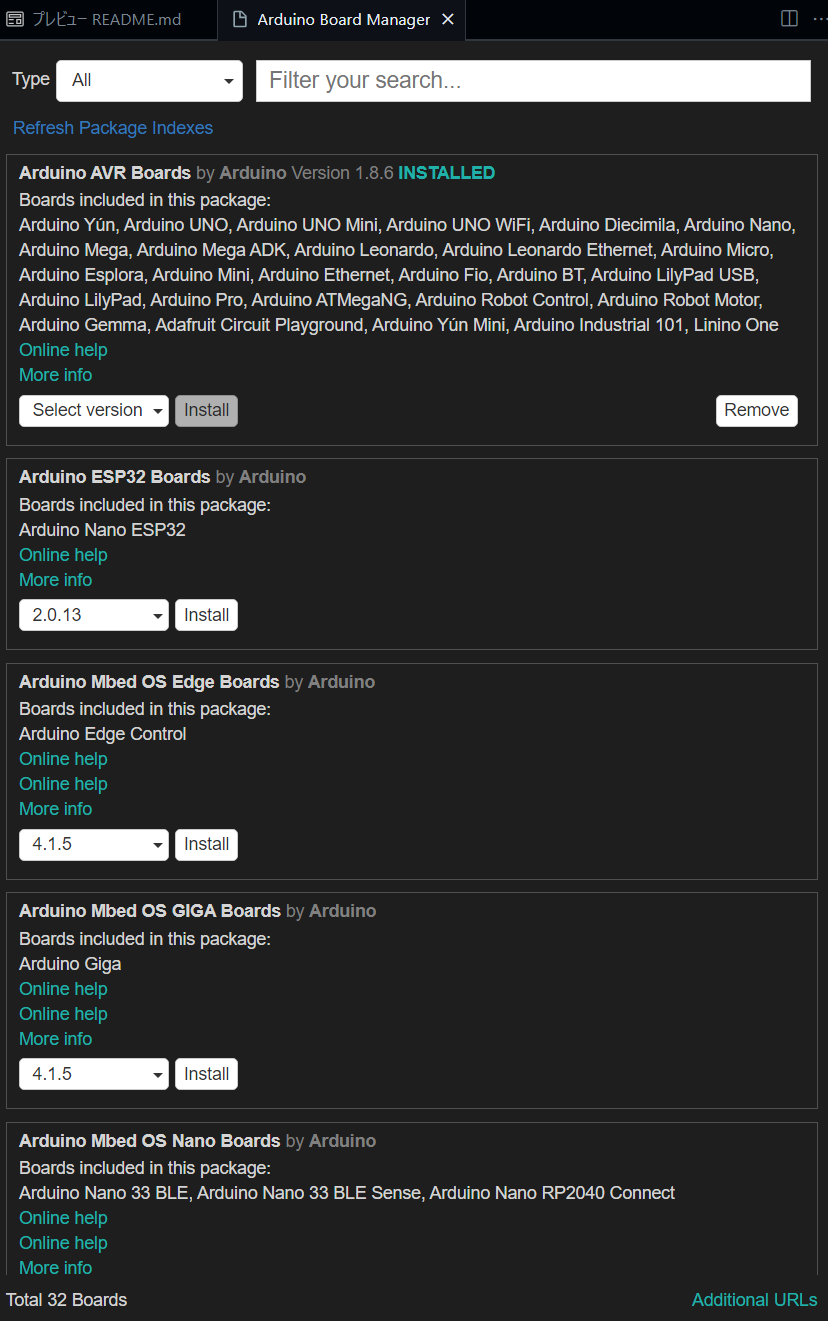 プレビュー README.md
Arduino Board Manager
Type All Filter your search...
Refresh Package Indexes
Arduino AVR Boards by Arduino Version 1.8.6 INSTALLED
Boards included in this package:
Arduino Yún, Arduino UNO, Arduino UNO Mini, Arduino UNO WiFi, Arduino Diecimila, Arduino Nano,
Arduino Mega, Arduino Mega ADK, Arduino Leonardo, Arduino Leonardo Ethernet, Arduino Micro,
Arduino Esplora, Arduino Mini, Arduino Ethernet, Arduino Fio, Arduino BT, Arduino LilyPad USB,
Arduino LilyPad, Arduino Pro, Arduino ATMegaNG, Arduino Robot Control, Arduino Robot Motor,
Arduino Gemma, Adafruit Circuit Playground, Arduino Yún Mini, Arduino Industrial 101, Linino One
Online help
More info
Select version Install Remove
Arduino ESP32 Boards by Arduino
Boards included in this package:
Arduino Nano ESP32
Online help
More info
2.0.13 Install
Arduino Mbed OS Edge Boards by Arduino
Boards included in this package:
Arduino Edge Control
Online help
Online help
More info
4.1.5 Install
Arduino Mbed OS GIGA Boards by Arduino
Boards included in this package:
Arduino Giga
Online help
Online help
More info
4.1.5 Install
Arduino Mbed OS Nano Boards by Arduino
Boards included in this package:
Arduino Nano 33 BLE, Arduino Nano 33 BLE Sense, Arduino Nano RP2040 Connect
Online help
Online help
More info
Total 32 Boards Additional URLs